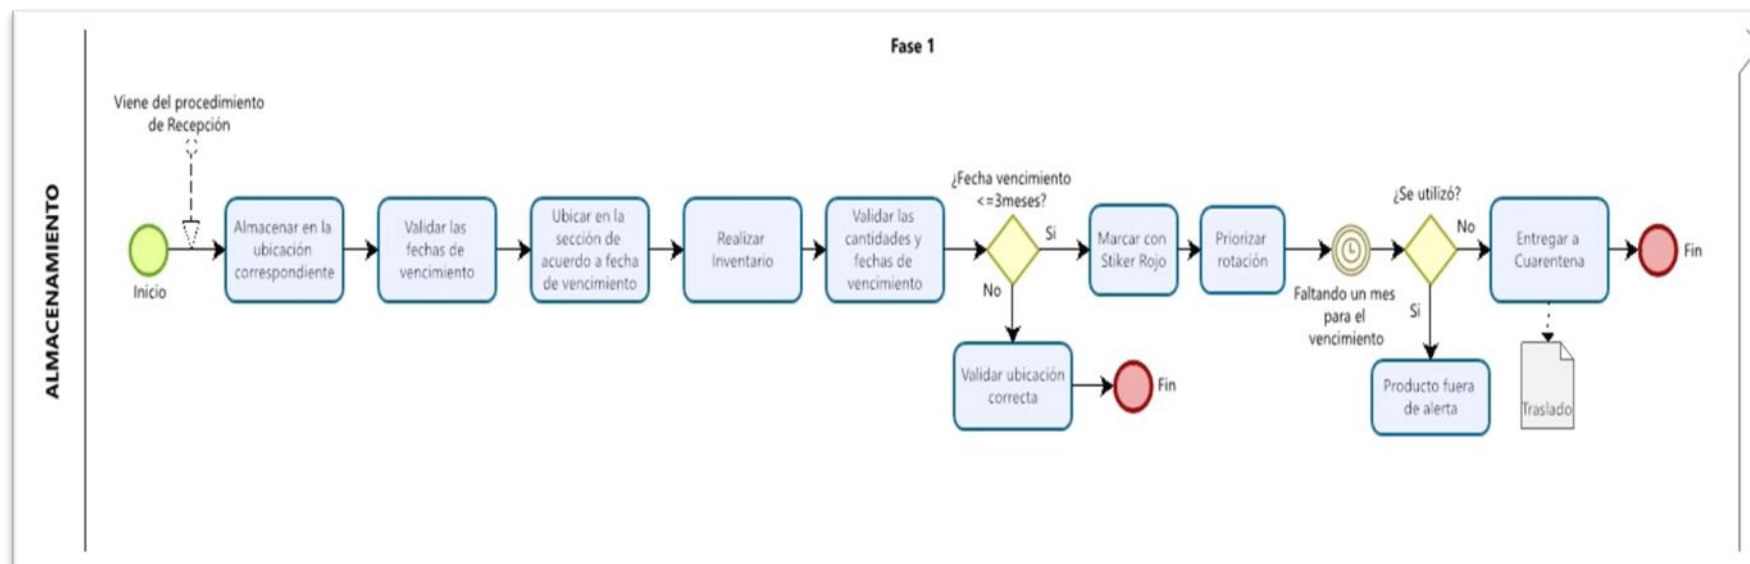 Fase 1
ALMACENAMIENTO
Viene del procedimiento
de Recepción
Inicio
Almacenar en la
ubicación
correspondiente
Validar las
fechas de
vencimiento
Ubicar en la
sección de
acuerdo a fecha
de vencimiento
Realizar
Inventario
Validar las
cantidades y
fechas de
vencimiento
¿Fecha vencimiento
<=3meses?
Si
No
Validar ubicación
correcta
Fin
Marcar con
Stiker Rojo
Priorizar
rotación
Faltando un mes
para el
vencimiento
¿Se utilizó?
No
Si
Producto fuera
de alerta
Entregar a
Cuarentena
Traslado
Fin